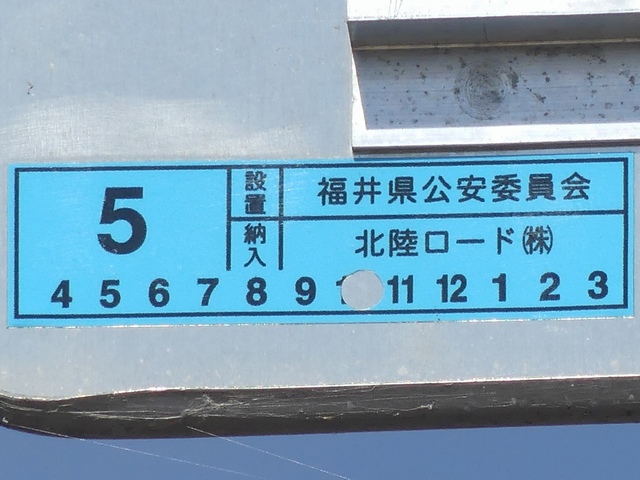 5
設置 福井県公安委員会
納入 北陸ロード㈱
4 5 6 7 8 9 1 11 12 1 2 3